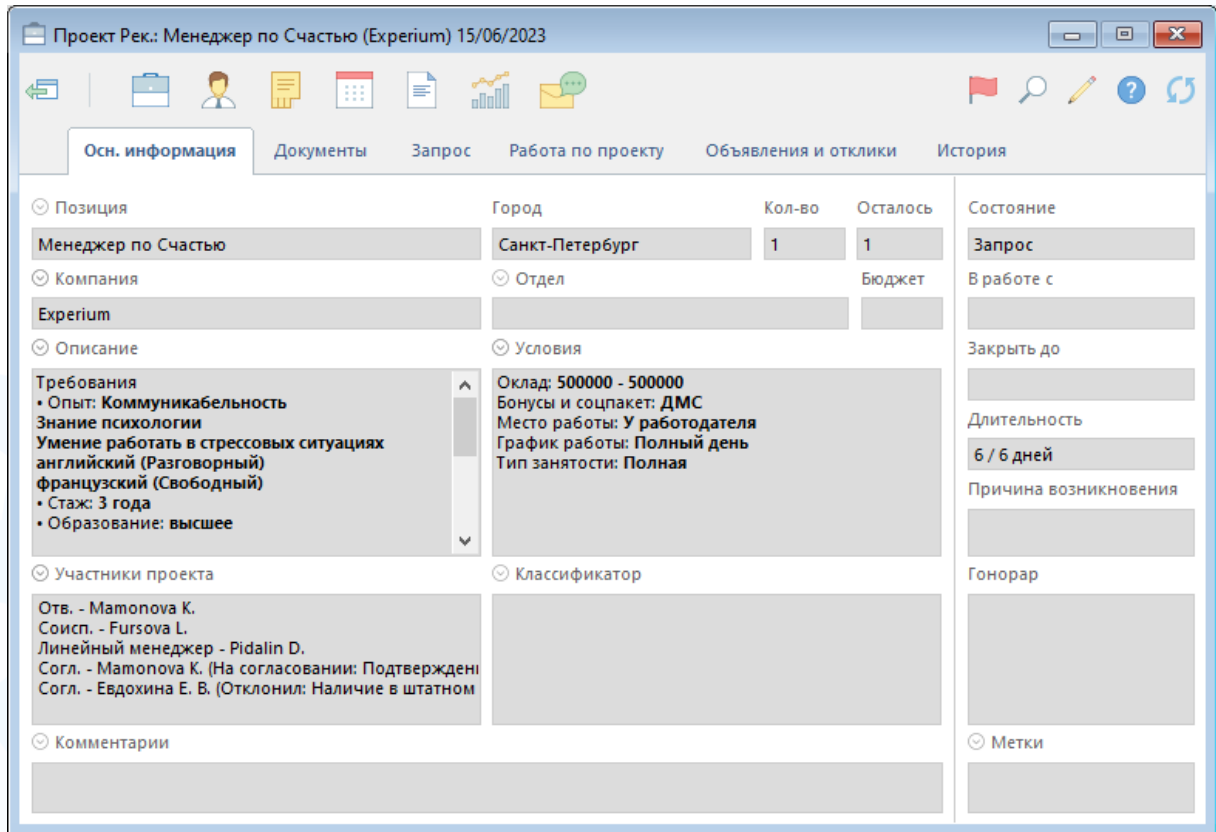 Проект Рек.: Менеджер по Счастью (Experium) 15/06/2023
Осн. информация Документы Запрос Работа по проекту Объявления и отклики История
Позиция Город Кол-во Осталось Состояние
Менеджер по Счастью Санкт-Петербург 1 1 Запрос
Компания Отдел Бюджет В работе с
Experium
Описание Условия Закрыть до
Требования
• Опыт: Коммуникабельность
Знание психологии
Умение работать в стрессовых ситуациях
английский (Разговорный)
французский (Свободный)
• Стаж: 3 года
• Образование: высшее
Оклад: 500000 - 500000
Бонусы и соцпакет: ДМС
Место работы: У работодателя
График работы: Полный день
Тип занятости: Полная
Длительность
6 / 6 дней
Причина возникновения
Участники проекта Классификатор Гонорар
Отв. - Mamonova K.
Соисп. - Fursova L.
Линейный менеджер - Pidalin D.
Согл. - Mamonova K. (На согласовании: Подтверждени
Согл. - Евдохина Е. В. (Отклонил: Наличие в штатном
Комментарии Метки